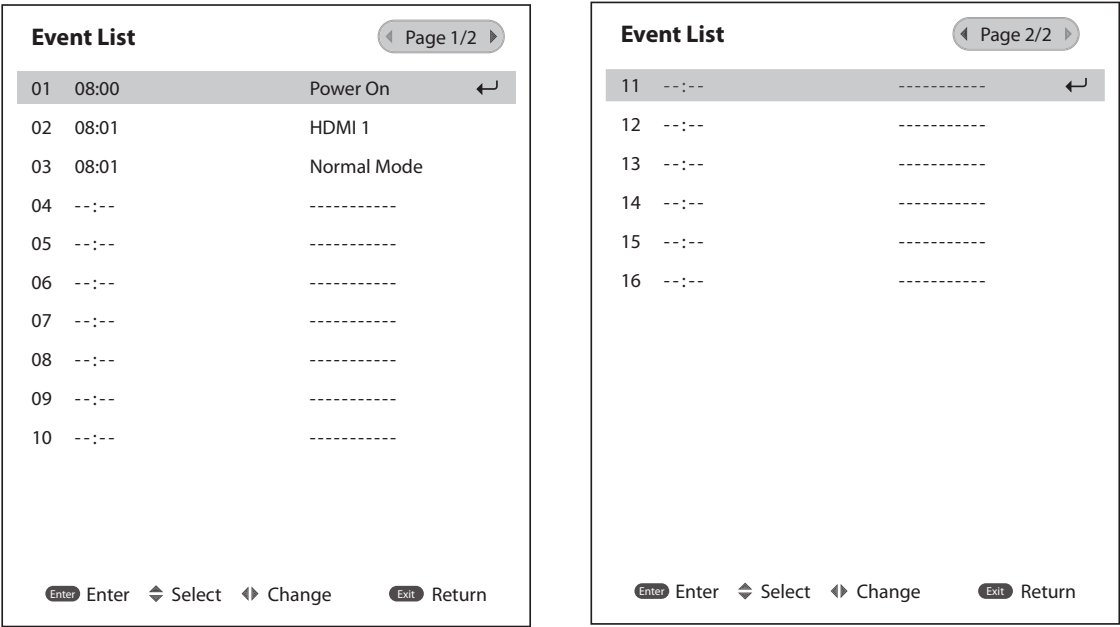 Event List Page 1/2
01 08:00 Power On
02 08:01 HDMI 1
03 08:01 Normal Mode
04 --:-- -----------
05 --:-- -----------
06 --:-- -----------
07 --:-- -----------
08 --:-- -----------
09 --:-- -----------
10 --:-- -----------
Enter Enter Select Change Exit Return
Event List Page 2/2
11 --:-- -----------
12 --:-- -----------
13 --:-- -----------
14 --:-- -----------
15 --:-- -----------
16 --:-- -----------
Enter Enter Select Change Exit Return